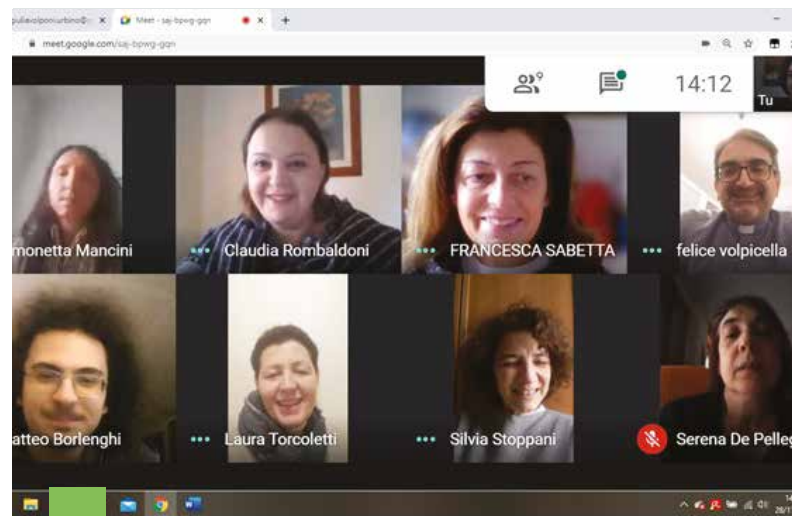 Meet - saj-bpwg-gqn
meet.google.com/saj-bpwg-gqn
9
14:12
Tu
monetta Mancini
Claudia Rombaldoni
FRANCESCA SABETTA
felice volpicella
atteo Borlenghi
Laura Torcoletti
Silvia Stoppani
Serena De Pelleg
14